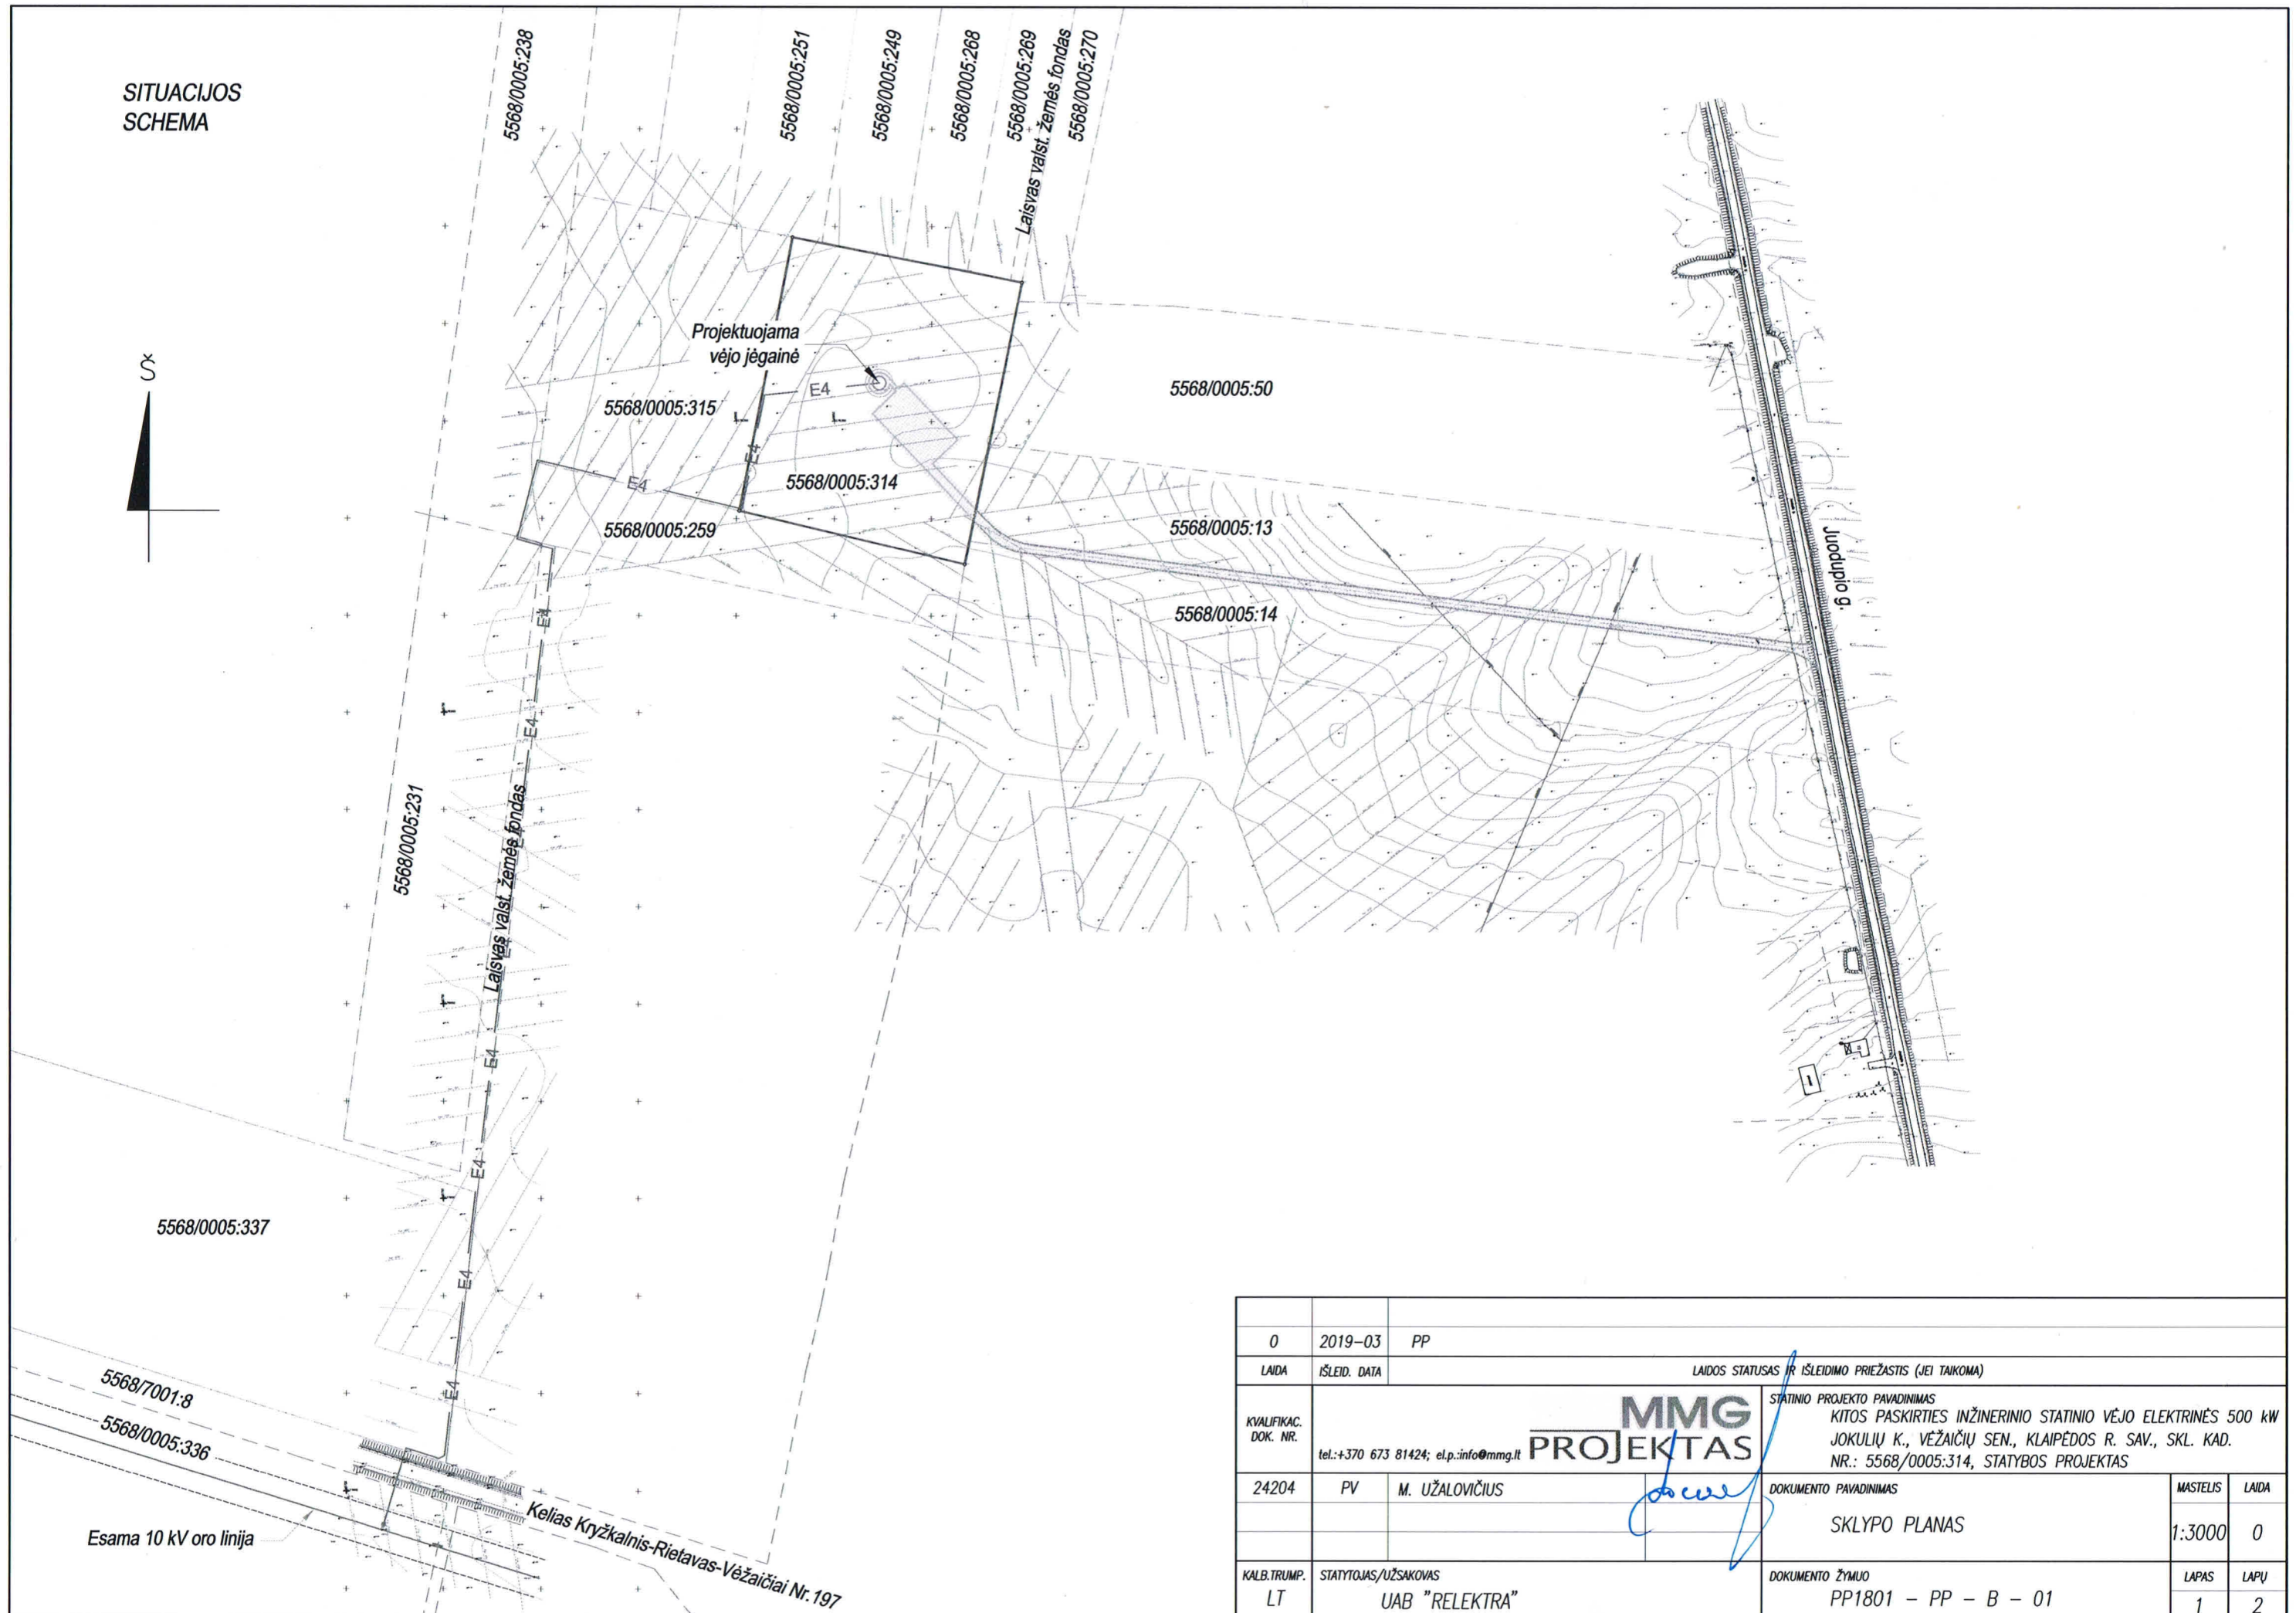 SITUACIJOS
SCHEMA
5568/0005:238
5568/0005:251
5568/0005:249
5568/0005:268
5568/0005:269
Laisvas valst. žemės fondas
5568/0005:270
Š
Projektuojama
vėjo jėgainė
E4
5568/0005:315
5568/0005:50
E4
E4
5568/0005:314
5568/0005:259
5568/0005:13
Juodupio g.
5568/0005:14
E4
E4
5568/0005:231
Laisvas valst. žemės fondas
E4
E4
E4
E4
5568/0005:337
E4
E4
5568/7001:8
5568/0005:336
Esama 10 kV oro linija
Kelias Kryžkalnis-Rietavas-Vėžaičiai Nr.197
0 2019-03 PP
LAIDA IŠLEID. DATA LAIDOS STATUSAS IR IŠLEIDIMO PRIEŽASTIS (JEI TAIKOMA)
KVALIFIKAC.
DOK. NR.
tel.:+370 673 81424; el.p.:info@mmg.lt
MMG
PROJEKTAS
STATINIO PROJEKTO PAVADINIMAS
KITOS PASKIRTIES INŽINERINIO STATINIO VĖJO ELEKTRINĖS 500 kW
JOKULIŲ K., VĖŽAIČIŲ SEN., KLAIPĖDOS R. SAV., SKL. KAD.
NR.: 5568/0005:314, STATYBOS PROJEKTAS
24204 PV M. UŽALOVIČIUS
DOKUMENTO PAVADINIMAS
SKLYPO PLANAS
MASTELIS LAIDA
1:3000 0
KALB.TRUMP.
LT
STATYTOJAS/UŽSAKOVAS
UAB "RELEKTRA"
DOKUMENTO ŽYMUO
PP1801 - PP - B - 01
LAPAS LAPŲ
1 2